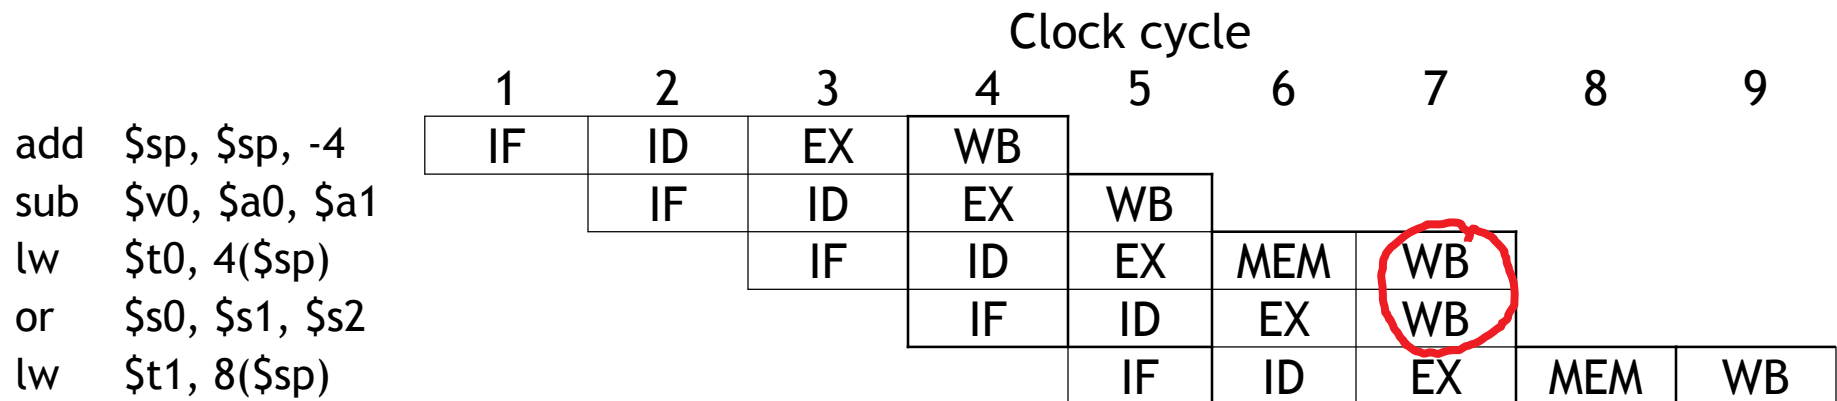 Clock cycle
1 2 3 4 5 6 7 8 9
add $sp, $sp, -4 IF ID EX WB
sub $v0, $a0, $a1 IF ID EX WB
lw $t0, 4($sp) IF ID EX MEM WB
or $s0, $s1, $s2 IF ID EX WB
lw $t1, 8($sp) IF ID EX MEM WB